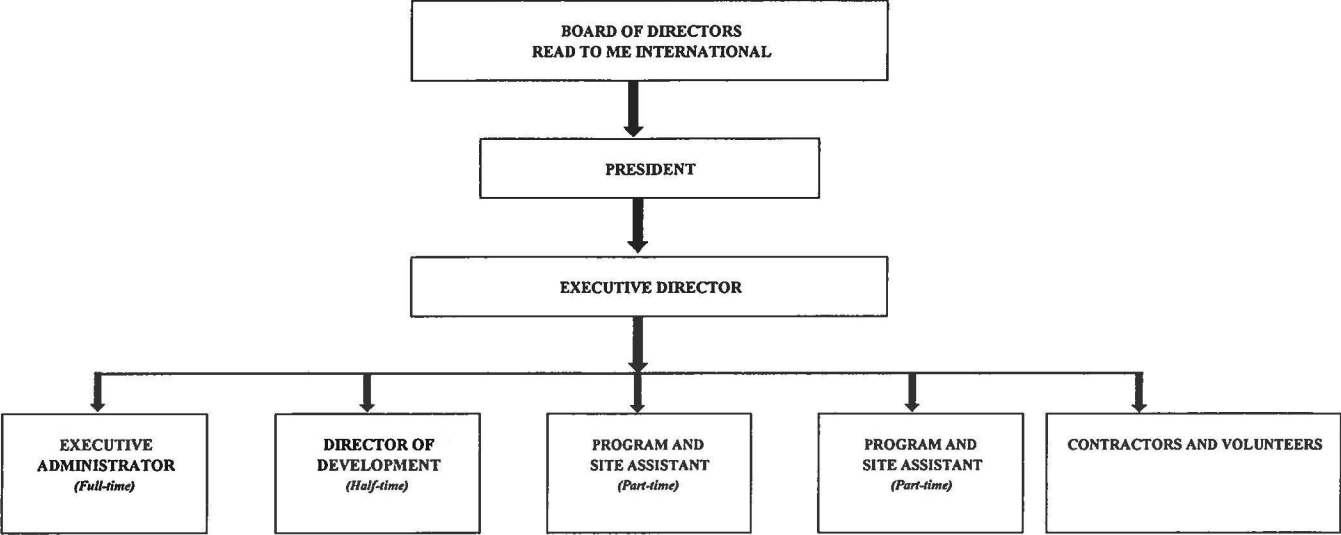 BOARD OF DIRECTORS
READ TO ME INTERNATIONAL
PRESIDENT
EXECUTIVE DIRECTOR
EXECUTIVE
ADMINISTRATOR
(Full-time)
DIRECTOR OF
DEVELOPMENT
(Half-time)
PROGRAM AND
SITE ASSISTANT
(Part-time)
PROGRAM AND
SITE ASSISTANT
(Part-time)
CONTRACTORS AND VOLUNTEERS